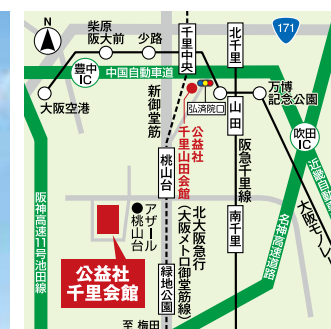 N
171
柴原
阪大前
少路
千里中央
北千里
豊中
IC
中国自動車道
大阪空港
新御堂筋
弘済院口
山田
万博
記念公園
吹田
IC
近畿自動
公益社
千里山田会館
桃山台
阪急千里線
大阪モノレ
阪神高速11号池田線
アザール
桃山台
北大阪急行
(大阪メトロ御堂筋線)
南千里
名神高速道路
公益社
千里会館
緑地公園
至 梅田